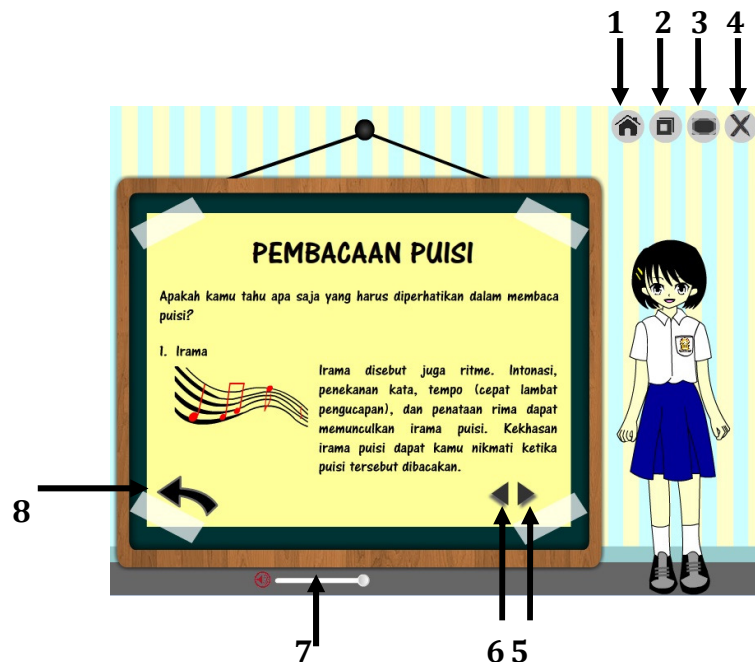 1 2 3 4
PEMBACAAN PUISI
Apakah kamu tahu apa saja yang harus diperhatikan dalam membaca
puisi?
1. Irama
Irama disebut juga ritme. Intonasi,
penekanan kata, tempo (cepat lambat
pengucapan), dan penataan rima dapat
memunculkan irama puisi. Kekhasan
irama puisi dapat kamu nikmati ketika
puisi tersebut dibacakan.
8
7 6 5